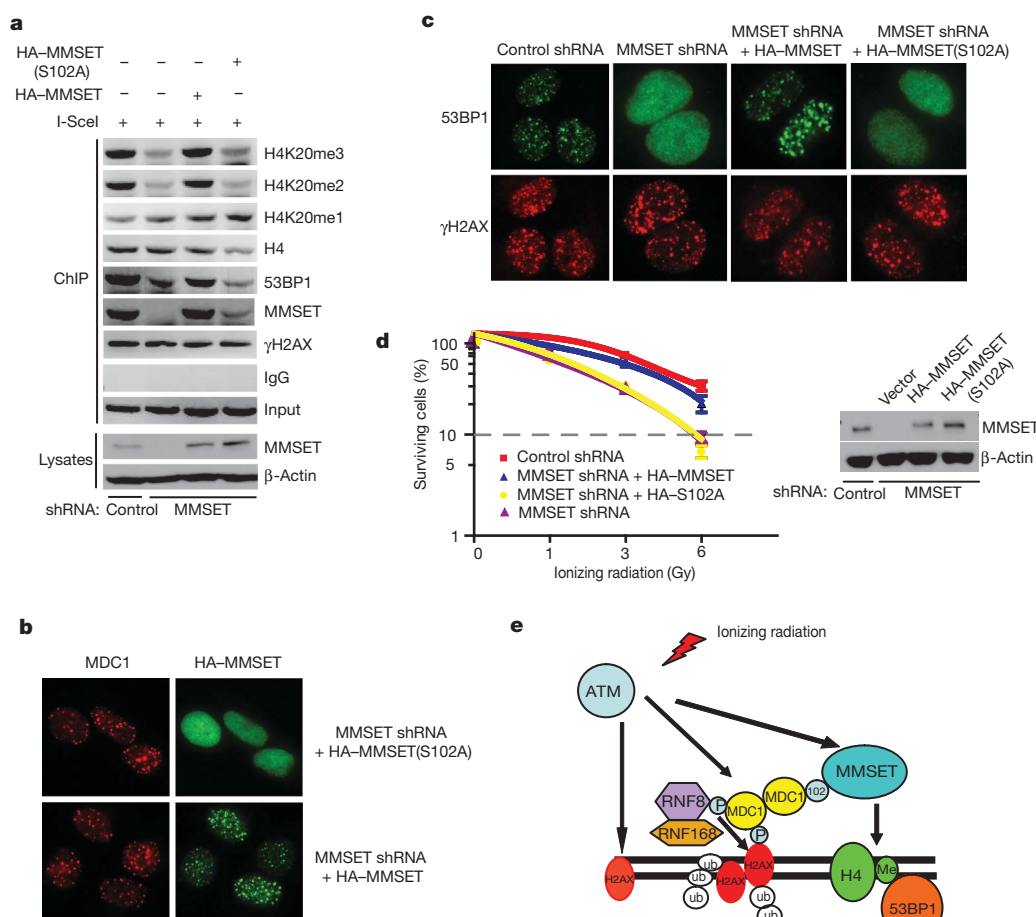 a
HA–MMSET
(S102A)
– – – +
HA–MMSET
– – + –
I-SceI
+ + + +
H4K20me3
H4K20me2
H4K20me1
H4
ChIP
53BP1
MMSET
γH2AX
IgG
Input
Lysates
MMSET
β-Actin
shRNA: Control MMSET
b
MDC1 HA–MMSET
MMSET shRNA
+ HA–MMSET(S102A)
MMSET shRNA
+ HA–MMSET
c
Control shRNA
MMSET shRNA
MMSET shRNA
+ HA–MMSET
MMSET shRNA
+ HA–MMSET(S102A)
53BP1
γH2AX
d
Surviving cells (%)
100
50
10
5
1
0 1 3 6
Ionizing radiation (Gy)
Control shRNA
MMSET shRNA + HA–MMSET
MMSET shRNA + HA–S102A
MMSET shRNA
Vector
HA–MMSET
HA–MMSET
(S102A)
MMSET
β-Actin
shRNA: Control MMSET
e
Ionizing radiation
ATM
MMSET
RNF8
P
MDC1
MDC1
102
RNF168
P
H2AX
ub
H2AX
H2AX
ub
ub
ub
ub
H4
Me
53BP1